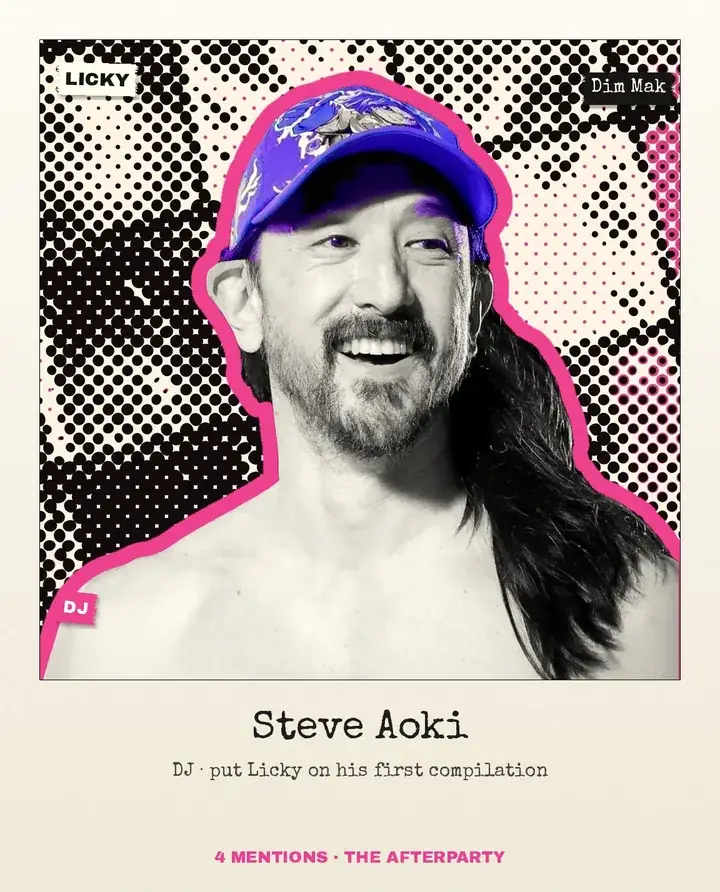 LICKY
Dim Mak
DJ
Steve Aoki
DJ · put Licky on his first compilation
4 MENTIONS · THE AFTERPARTY